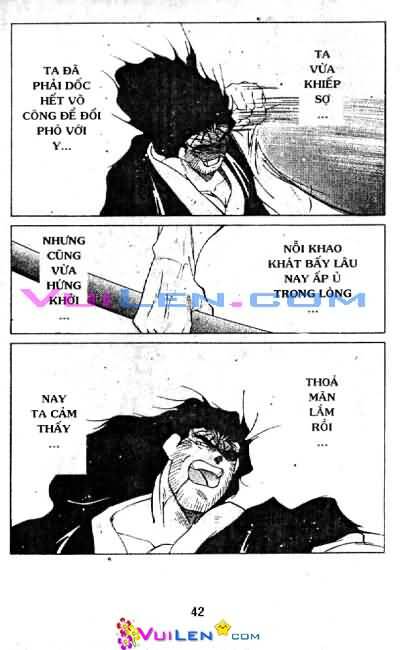 TA
VỪA
KHIẾP
SỢ
...
TA ĐÃ
PHẢI DỐC
HẾT VÕ
CÔNG ĐỂ ĐỐI
PHÓ VỚI
Y...
NỖI KHAO
KHÁT BẤY LÂU
NAY ẤP Ủ
TRONG LÒNG
...
NHƯNG
CŨNG
VỪA
HỨNG
KHỞI
...
VUILEN.COM
THOẢ
MÃN
LẮM
RỒI
...
NAY
TA CẢM
THẤY
...
42
VUILEN.COM